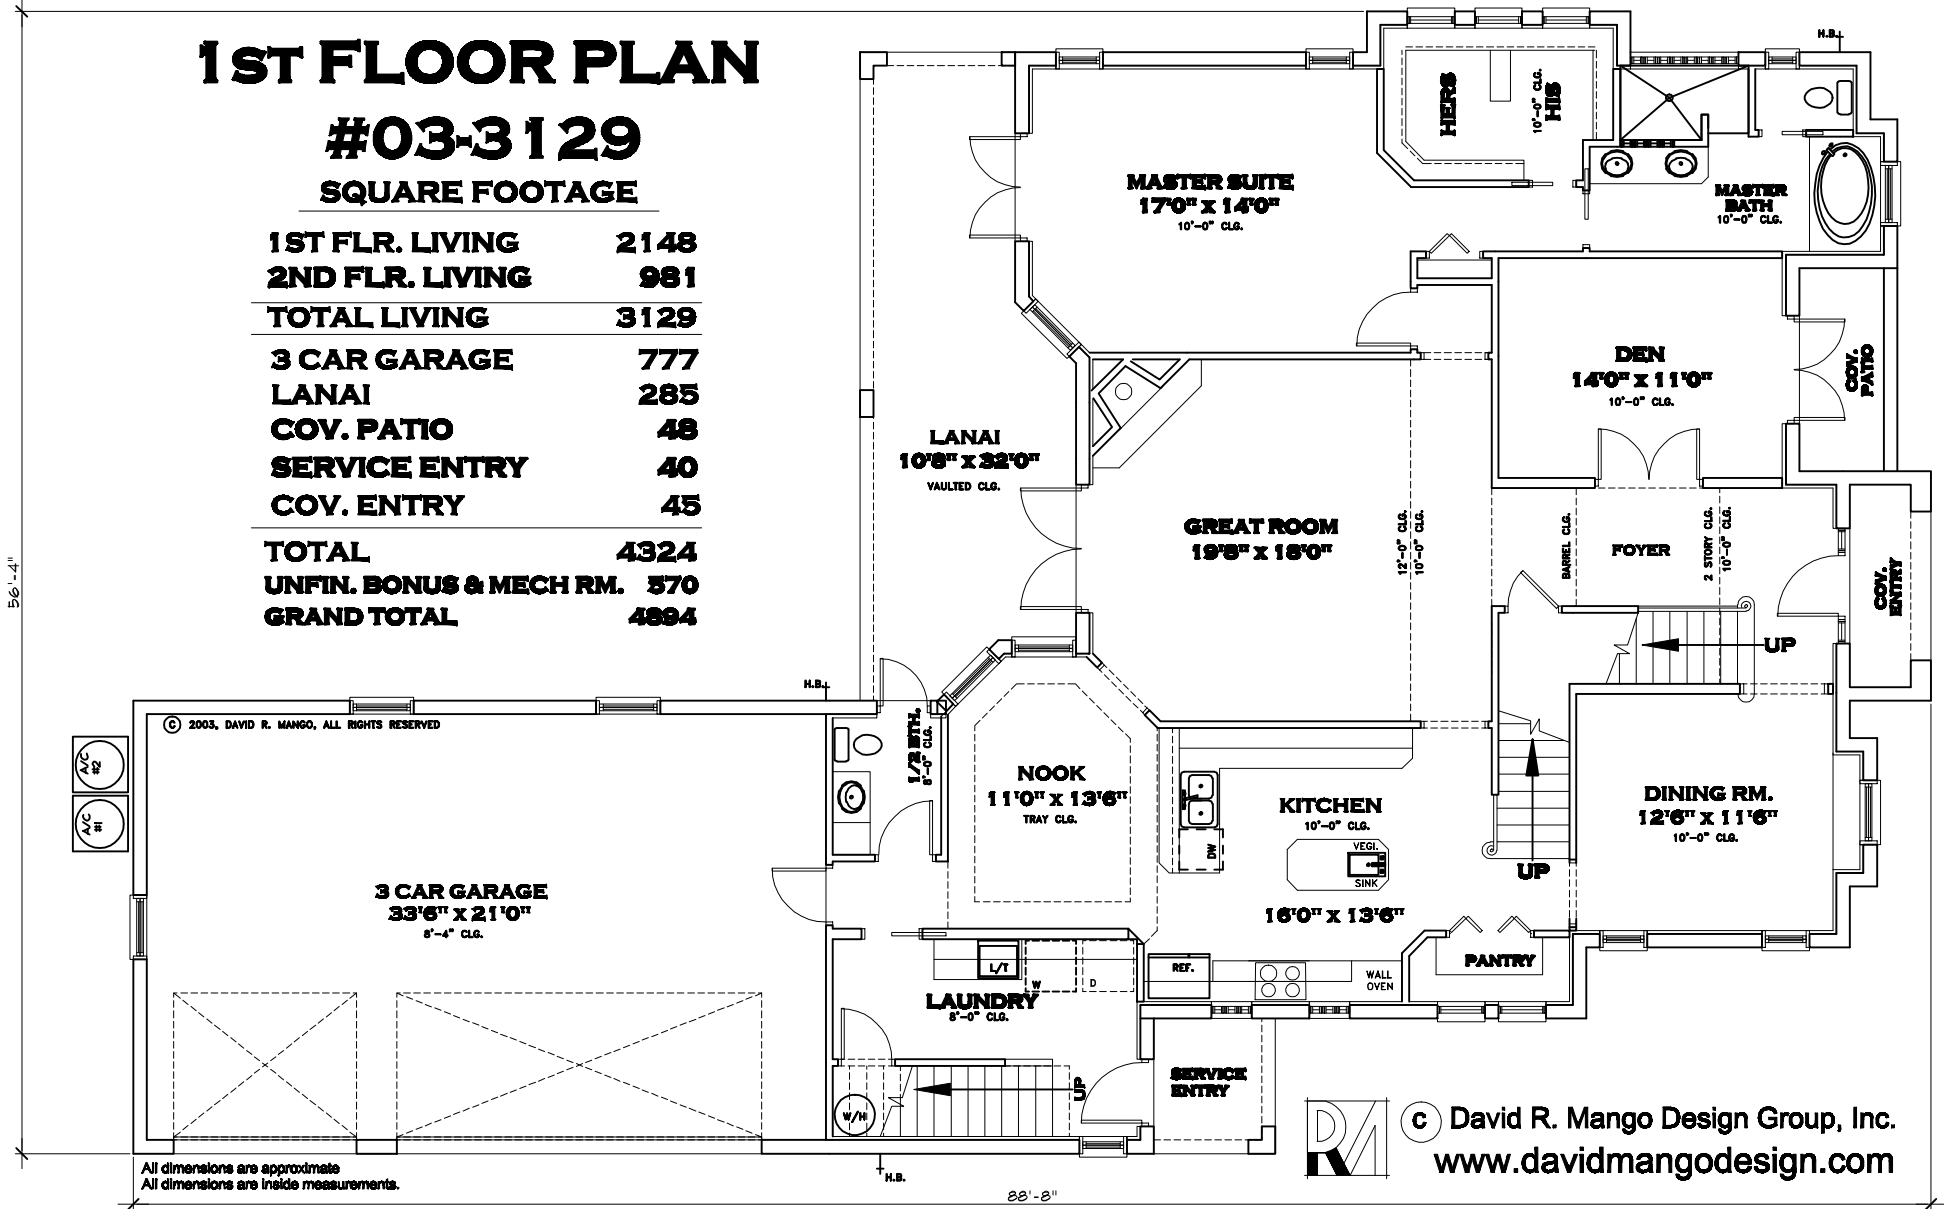 1ST FLOOR PLAN
#03-3129
SQUARE FOOTAGE
1ST FLR. LIVING 2148
2ND FLR. LIVING 981
TOTAL LIVING 3129
3 CAR GARAGE 777
LANAI 285
COV. PATIO 48
SERVICE ENTRY 40
COV. ENTRY 45
TOTAL 4324
UNFIN. BONUS & MECH RM. 570
GRAND TOTAL 4894
56'-4"
H.B.
HERS
HIS
10'-0" CLG.
MASTER SUITE
17'0" X 14'0"
10'-0" CLG.
MASTER
BATH
10'-0" CLG.
DEN
14'0" X 11'0"
10'-0" CLG.
COV.
PATIO
LANAI
10'8" X 32'0"
VAULTED CLG.
GREAT ROOM
19'8" X 18'0"
12'-0" CLG.
10'-0" CLG.
BARREL CLG.
FOYER
2 STORY CLG.
10'-0" CLG.
COV.
ENTRY
UP
H.B.
© 2003, DAVID R. MANGO, ALL RIGHTS RESERVED
A/C
#2
A/C
#1
1/2 BTH.
8'-0" CLG.
NOOK
11'0" X 13'6"
TRAY CLG.
KITCHEN
10'-0" CLG.
DW
VEGI.
SINK
16'0" X 13'6"
UP
DINING RM.
12'6" X 11'6"
10'-0" CLG.
3 CAR GARAGE
33'6" X 21'0"
8'-4" CLG.
L/T
W
D
REF.
WALL
OVEN
PANTRY
LAUNDRY
8'-0" CLG.
W/H
UP
SERVICE
ENTRY
H.B.
All dimensions are approximate
All dimensions are inside measurements.
88'-8"
RM
© David R. Mango Design Group, Inc.
www.davidmangodesign.com